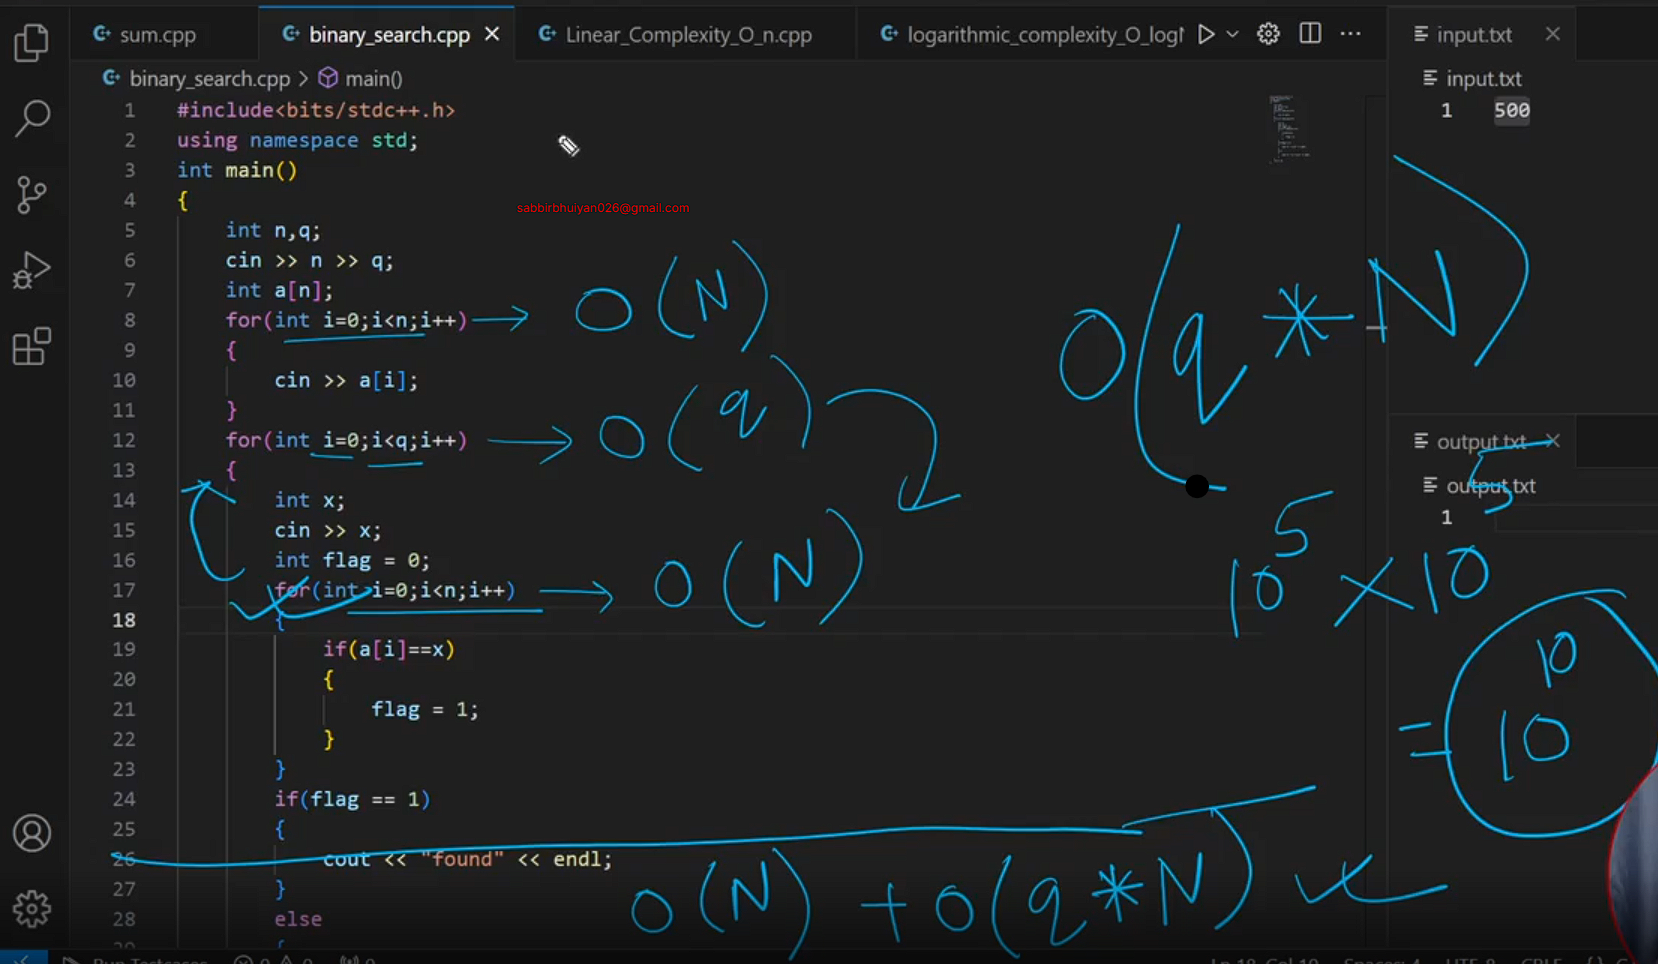 sum.cpp
binary_search.cpp
Linear_Complexity_O_n.cpp
logarithmic_complexity_O_logN
input.txt
binary_search.cpp > main()
input.txt
1 500
1 #include<bits/stdc++.h>
2 using namespace std;
3 int main()
4 {
sabbirbhuiyan026@gmail.com
5 int n,q;
6 cin >> n >> q;
7 int a[n];
8 for(int i=0;i<n;i++) → O(N)
9 {
10 cin >> a[i];
11 }
12 for(int i=0;i<q;i++) → O(q)
13 {
14 int x;
15 cin >> x;
16 int flag = 0;
17 for(int i=0;i<n;i++) → O(N)
18 {
19 if(a[i]==x)
20 {
21 flag = 1;
22 }
23 }
24 if(flag == 1)
25 {
26 cout << "found" << endl;
27 }
28 else
29 {
O(q*N)
output.txt
output.txt
1
10^5 × 10^5
= 10^10
O(N) + O(q*N)
Run Testcases
0 0
0
Ln 18, Col 10
Spaces: 4
UTF-8
CRLF